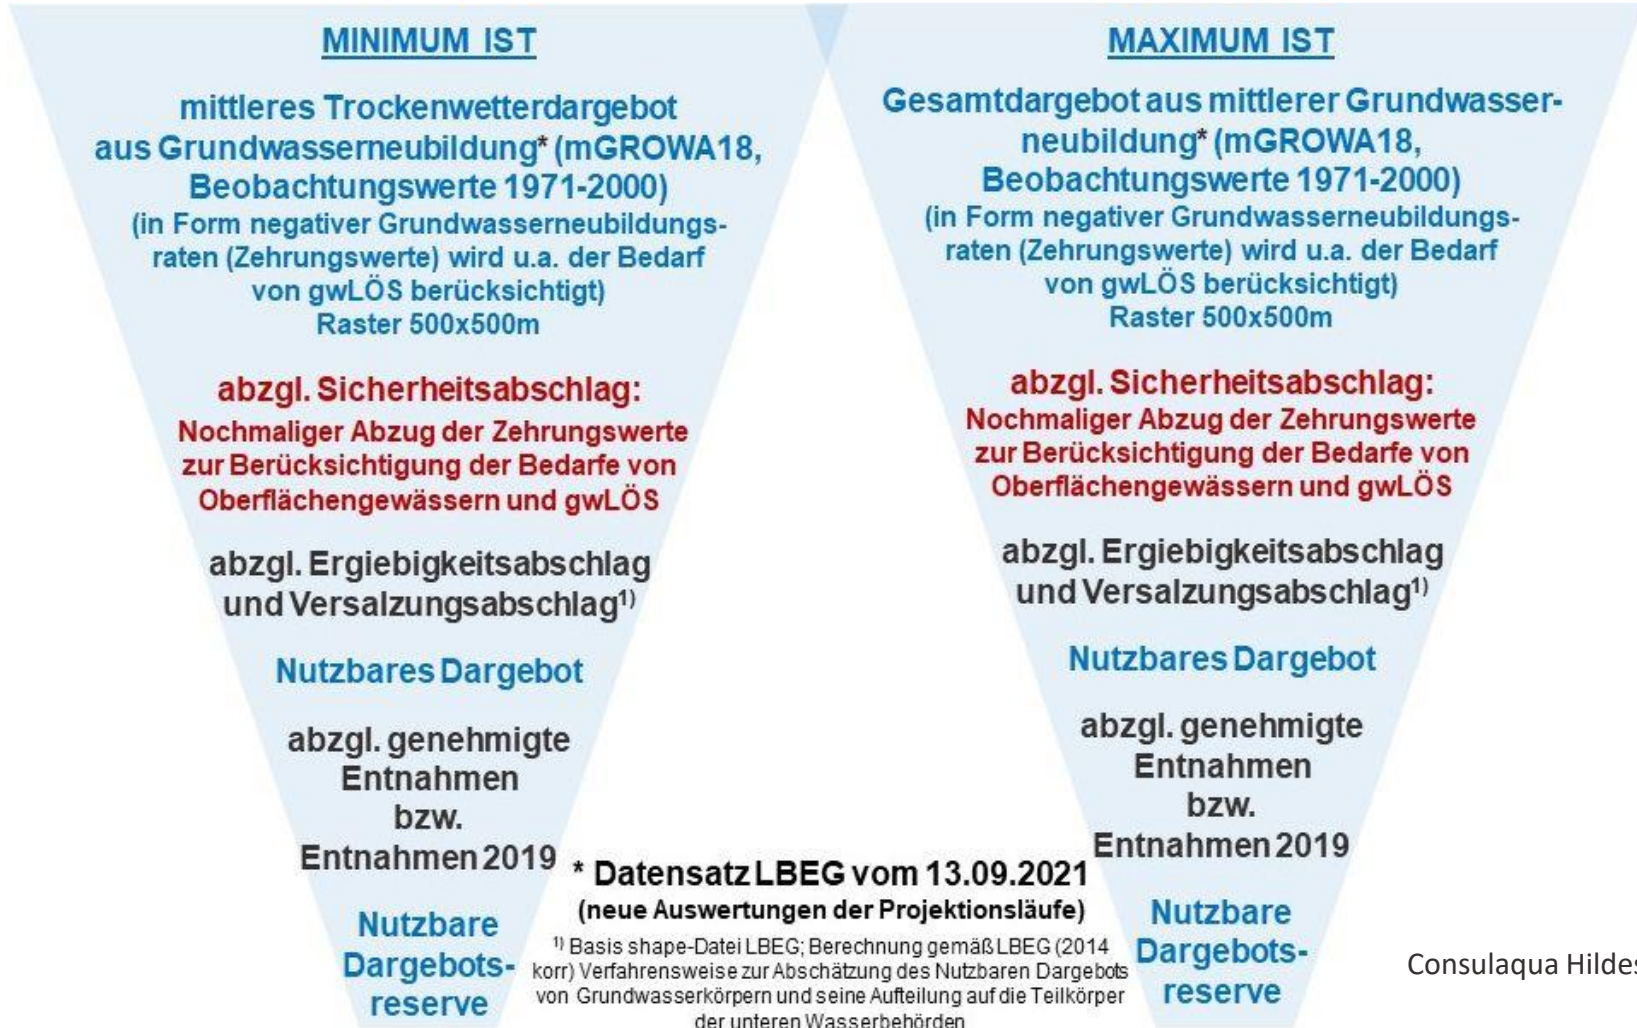 MINIMUM IST
mittleres Trockenwetterdargebot
aus Grundwasserneubildung* (mGROWA18,
Beobachtungswerte 1971-2000)
(in Form negativer Grundwasserneubildungs-
raten (Zehrungswerte) wird u.a. der Bedarf
von gwLÖS berücksichtigt)
Raster 500x500m
abzgl. Sicherheitsabschlag:
Nochmaliger Abzug der Zehrungswerte
zur Berücksichtigung der Bedarfe von
Oberflächengewässern und gwLÖS
abzgl. Ergiebigkeitsabschlag
und Versalzungsabschlag¹⁾
Nutzbares Dargebot
abzgl. genehmigte
Entnahmen
bzw.
Entnahmen 2019
Nutzbare
Dargebots-
reserve
MAXIMUM IST
Gesamtdargebot aus mittlerer Grundwasser-
neubildung* (mGROWA18,
Beobachtungswerte 1971-2000)
(in Form negativer Grundwasserneubildungs-
raten (Zehrungswerte) wird u.a. der Bedarf
von gwLÖS berücksichtigt)
Raster 500x500m
abzgl. Sicherheitsabschlag:
Nochmaliger Abzug der Zehrungswerte
zur Berücksichtigung der Bedarfe von
Oberflächengewässern und gwLÖS
abzgl. Ergiebigkeitsabschlag
und Versalzungsabschlag¹⁾
Nutzbares Dargebot
abzgl. genehmigte
Entnahmen
bzw.
Entnahmen 2019
Nutzbare
Dargebots-
reserve
* Datensatz LBEG vom 13.09.2021
(neue Auswertungen der Projektionsläufe)
¹⁾ Basis shape-Datei LBEG; Berechnung gemäß LBEG (2014
korr) Verfahrensweise zur Abschätzung des Nutzbaren Dargebots
von Grundwasserkörpern und seine Aufteilung auf die Teilkörper
der unteren Wasserbehörden
Consulaqua Hildes